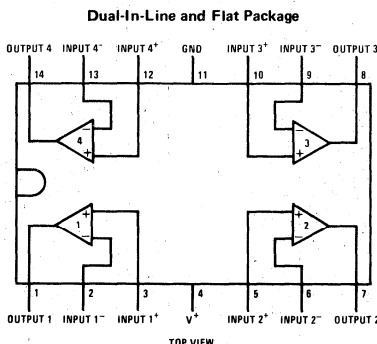 Dual-In-Line and Flat Package
OUTPUT 4 INPUT 4⁻ INPUT 4⁺ GND INPUT 3⁺ INPUT 3⁻ OUTPUT 3
14 13 12 11 10 9 8
4 − + − + 3
1 + − + − 2
1 2 3 4 5 6 7
OUTPUT 1 INPUT 1⁻ INPUT 1⁺ V⁺ INPUT 2⁺ INPUT 2⁻ OUTPUT 2
TOP VIEW